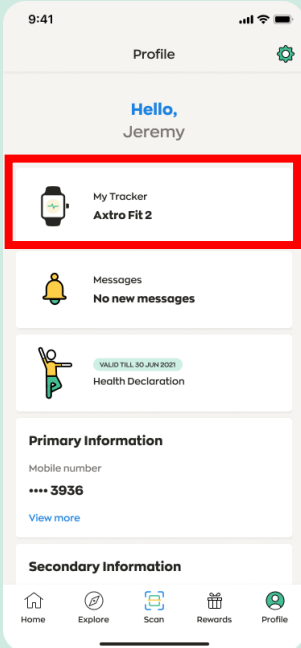 9:41
Profile
Hello,
Jeremy
My Tracker
Axtro Fit 2
Messages
No new messages
VALID TILL 30 JUN 2021
Health Declaration
Primary Information
Mobile number
•••• 3936
View more
Secondary Information
Home Explore Scan Rewards Profile